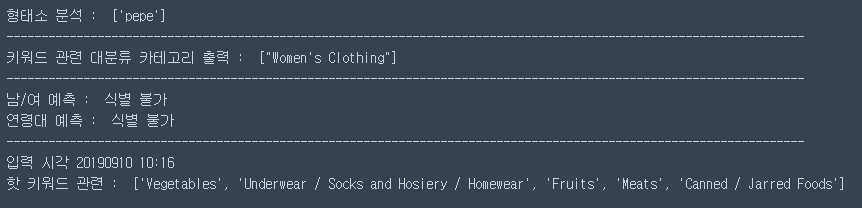 형태소 분석 :  ['pepe']
------------------------------------------------------------------------------------------------------------------
키워드 관련 대분류 카테고리 출력 :  ["Women's Clothing"]
------------------------------------------------------------------------------------------------------------------
남/여 예측 :  식별 불가
연령대 예측 :  식별 불가
------------------------------------------------------------------------------------------------------------------
입력 시각 20190910 10:16
핫 키워드 관련 :  ['Vegetables', 'Underwear / Socks and Hosiery / Homewear', 'Fruits', 'Meats', 'Canned / Jarred Foods']